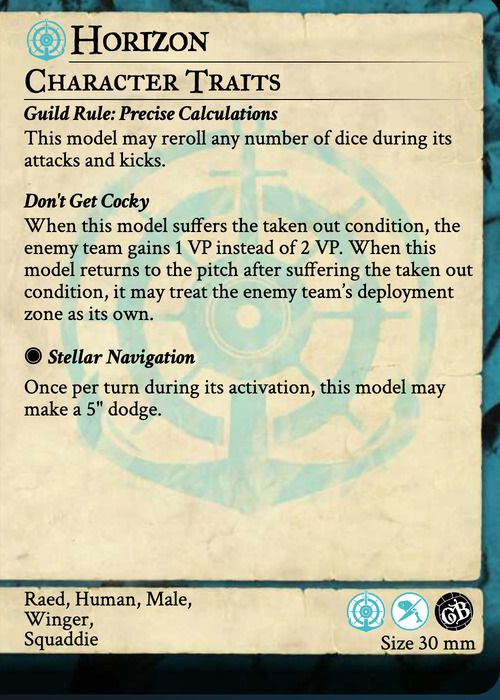 Horizon
Character Traits
Guild Rule: Precise Calculations
This model may reroll any number of dice during its
attacks and kicks.
Don't Get Cocky
When this model suffers the taken out condition, the
enemy team gains 1 VP instead of 2 VP. When this
model returns to the pitch after suffering the taken out
condition, it may treat the enemy team's deployment
zone as its own.
Stellar Navigation
Once per turn during its activation, this model may
make a 5" dodge.
Raed, Human, Male,
Winger,
Squaddie
GB
Size 30 mm